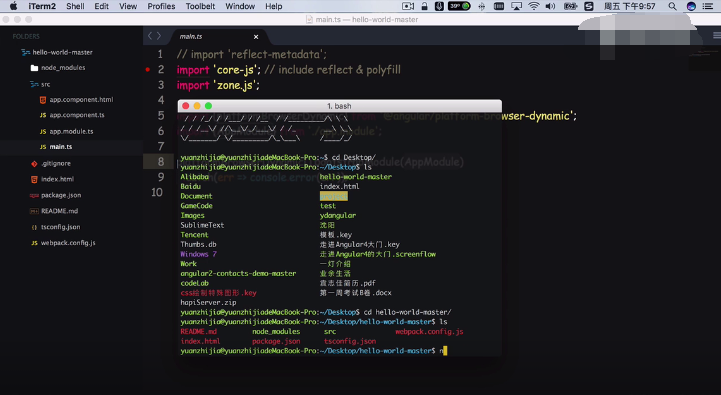 iTerm2 Shell Edit View Profiles Toolbelt Window Help
39° 周五 下午9:57
main.ts — hello-world-master
FOLDERS
hello-world-master
node_modules
src
app.component.html
app.component.ts
app.module.ts
main.ts
.gitignore
index.html
package.json
README.md
tsconfig.json
webpack.config.js
main.ts
1 // import 'reflect-metadata';
2 import 'core-js'; // include reflect & polyfill
3 import 'zone.js';
4
5 @angular/platform-browser-dynamic';
6 module';
7
8 odule(AppModule)
9 (err => console.error
10
1. bash
yuanzhijia@yuanzhijiadeMacBook-Pro:~$ cd Desktop/
yuanzhijia@yuanzhijiadeMacBook-Pro:~/Desktop$ ls
Alibaba hello-world-master
Baidu index.html
Document
GameCode test
Images ydangular
SublimeText 沈阳
Tencent 模板.key
Thumbs.db 走进Angular4大门.key
Windows 7 走进Angular4的大门.screenflow
Work 一灯介绍
angular2-contacts-demo-master 业余生活
codeLab 袁志佳简历.pdf
css绘制特殊图形.key 第一周考试B卷.docx
hapiServer.zip
yuanzhijia@yuanzhijiadeMacBook-Pro:~/Desktop$ cd hello-world-master/
yuanzhijia@yuanzhijiadeMacBook-Pro:~/Desktop/hello-world-master$ ls
README.md node_modules src webpack.config.js
index.html package.json tsconfig.json
yuanzhijia@yuanzhijiadeMacBook-Pro:~/Desktop/hello-world-master$ n